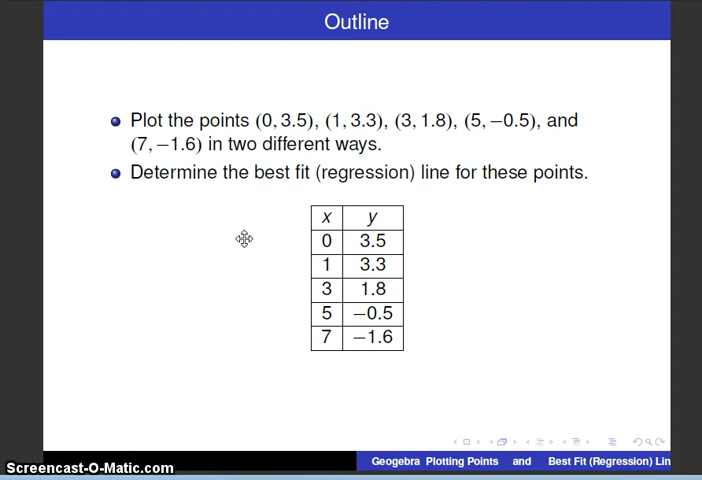 Outline
Plot the points (0, 3.5), (1, 3.3), (3, 1.8), (5, −0.5), and
(7, −1.6) in two different ways.
Determine the best fit (regression) line for these points.
x y
0 3.5
1 3.3
3 1.8
5 −0.5
7 −1.6
Geogebra Plotting Points and Best Fit (Regression) Lin
Screencast-O-Matic.com